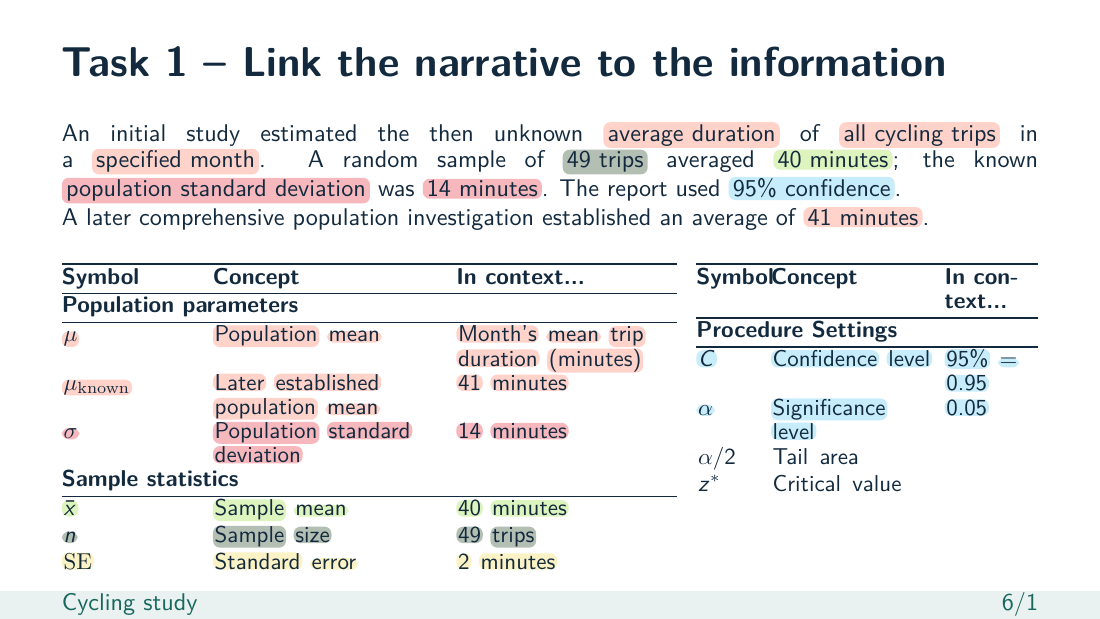 Task 1 – Link the narrative to the information
An initial study estimated the then unknown average duration of all cycling trips in
a specified month. A random sample of 49 trips averaged 40 minutes; the known
population standard deviation was 14 minutes. The report used 95% confidence.
A later comprehensive population investigation established an average of 41 minutes.
Symbol Concept In context...
Population parameters
μ Population mean Month's mean trip
duration (minutes)
μknown Later established 41 minutes
population mean
σ Population standard 14 minutes
deviation
Sample statistics
x̄ Sample mean 40 minutes
n Sample size 49 trips
SE Standard error 2 minutes
Symbol Concept In con-
text...
Procedure Settings
C Confidence level 95% =
0.95
α Significance 0.05
level
α/2 Tail area
z* Critical value
Cycling study 6/1